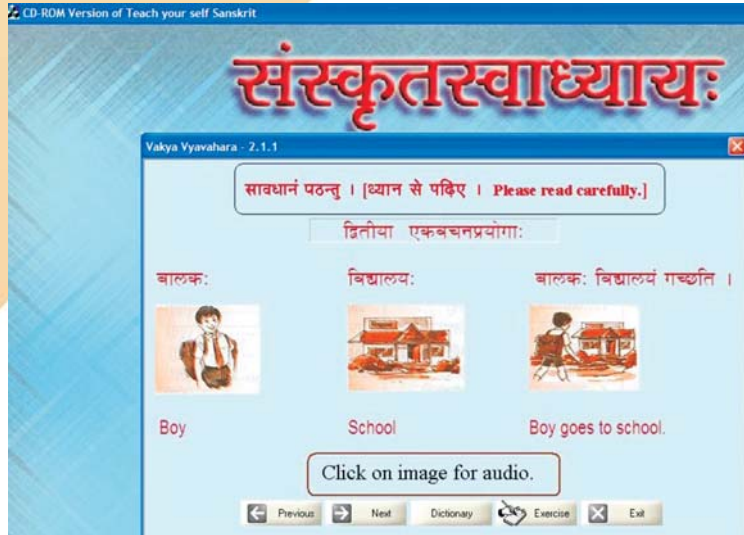 CD-ROM Version of Teach your self Sanskrit
संस्कृतस्वाध्यायः
Vakya Vyavahara - 2.1.1
सावधानं पठन्तु । [ध्यान से पढ़िए । Please read carefully.]
द्वितीया एकवचनप्रयोगाः
बालकः विद्यालयः बालकः विद्यालयं गच्छति ।
Boy School Boy goes to school.
Click on image for audio.
Previous Next Dictionary Exercise Exit